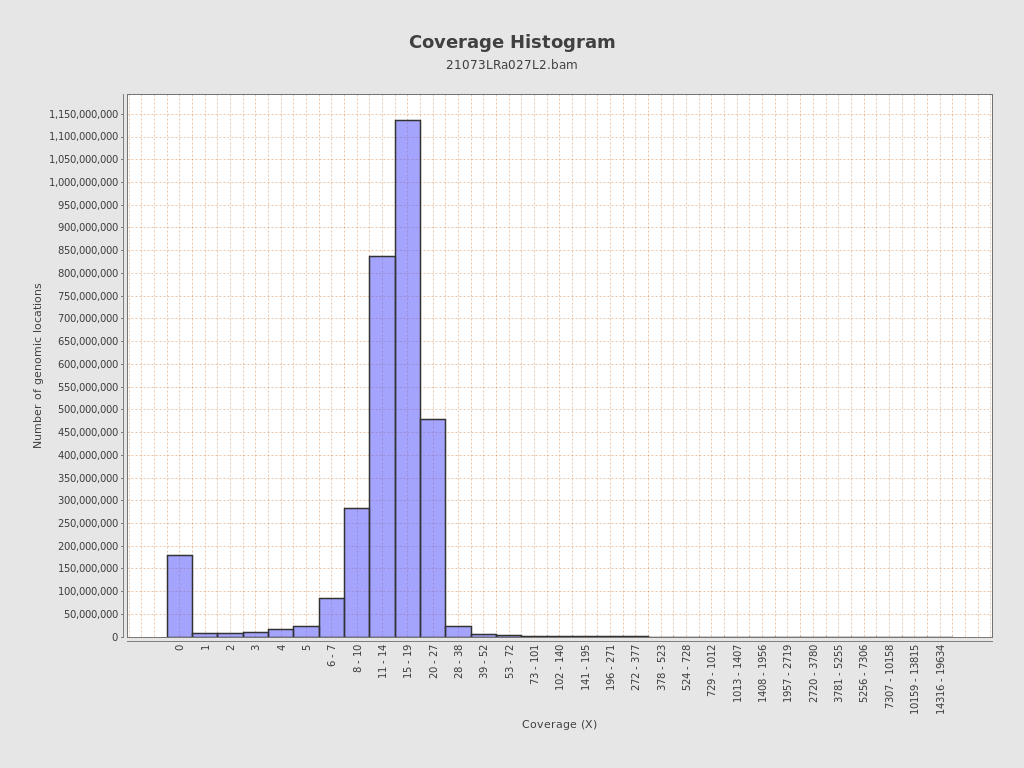 Coverage Histogram
21073LRa027L2.bam
Number of genomic locations
1,150,000,000
1,100,000,000
1,050,000,000
1,000,000,000
950,000,000
900,000,000
850,000,000
800,000,000
750,000,000
700,000,000
650,000,000
600,000,000
550,000,000
500,000,000
450,000,000
400,000,000
350,000,000
300,000,000
250,000,000
200,000,000
150,000,000
100,000,000
50,000,000
0
0
1
2
3
4
5
6 - 7
8 - 10
11 - 14
15 - 19
20 - 27
28 - 38
39 - 52
53 - 72
73 - 101
102 - 140
141 - 195
196 - 271
272 - 377
378 - 523
524 - 728
729 - 1012
1013 - 1407
1408 - 1956
1957 - 2719
2720 - 3780
3781 - 5255
5256 - 7306
7307 - 10158
10159 - 13815
14316 - 19634
Coverage (X)